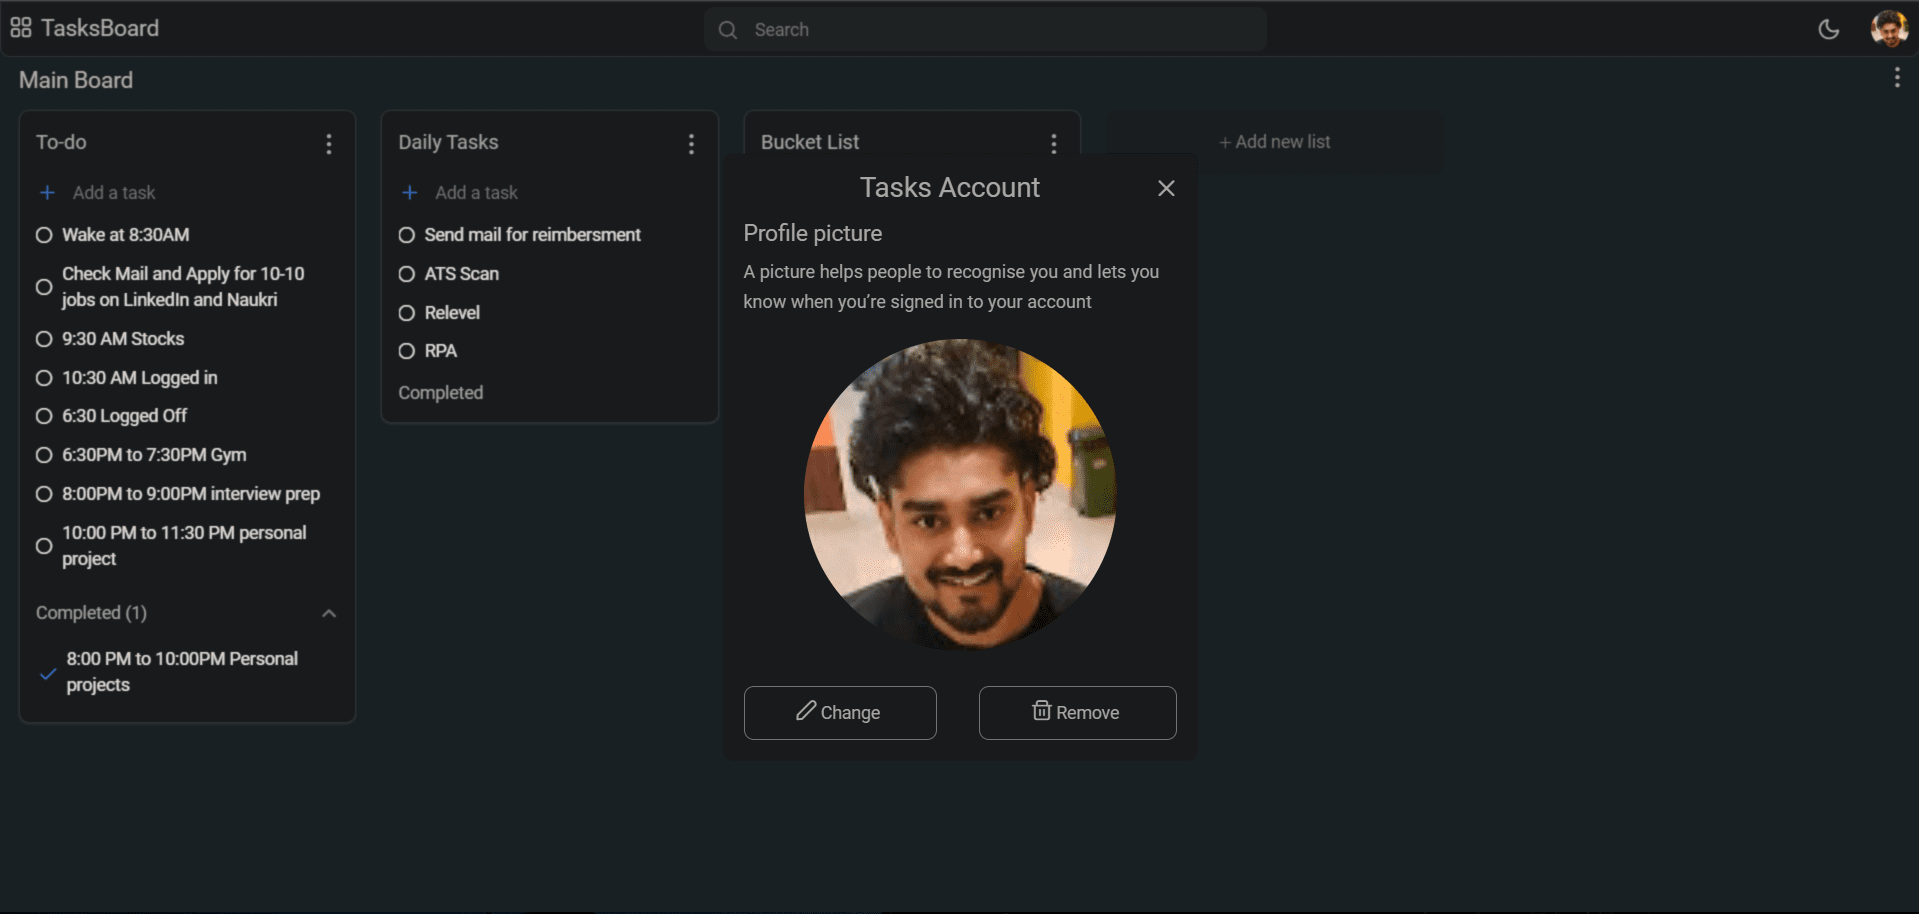 TasksBoard
Search
Main Board
To-do
Add a task
Wake at 8:30AM
Check Mail and Apply for 10-10
jobs on LinkedIn and Naukri
9:30 AM Stocks
10:30 AM Logged in
6:30 Logged Off
6:30PM to 7:30PM Gym
8:00PM to 9:00PM interview prep
10:00 PM to 11:30 PM personal
project
Completed (1)
8:00 PM to 10:00PM Personal
projects
Daily Tasks
Add a task
Send mail for reimbersment
ATS Scan
Relevel
RPA
Completed
Bucket List
+ Add new list
Tasks Account
Profile picture
A picture helps people to recognise you and lets you
know when you’re signed in to your account
Change
Remove